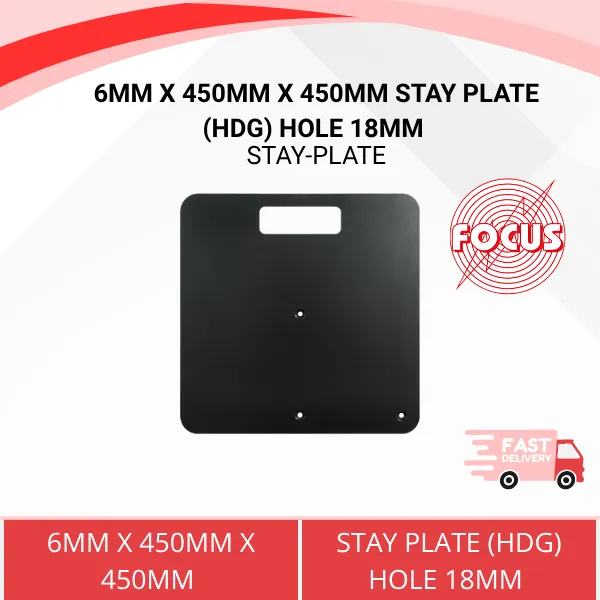 6MM X 450MM X 450MM STAY PLATE
(HDG) HOLE 18MM
STAY-PLATE
FOCUS
FAST
DELIVERY
6MM X 450MM X
450MM
STAY PLATE (HDG)
HOLE 18MM